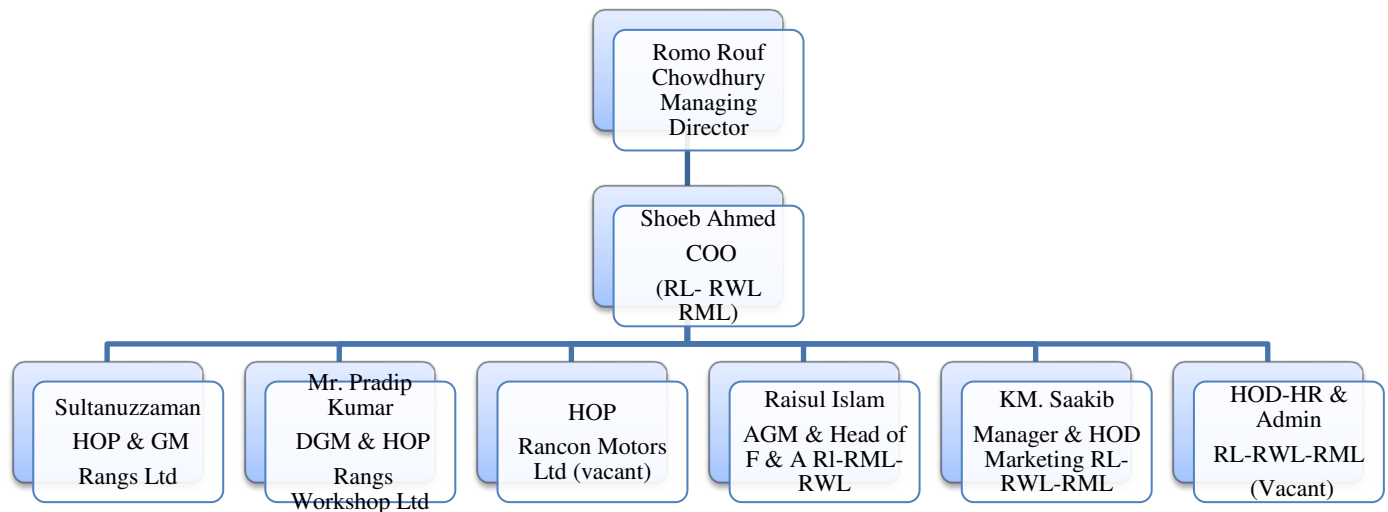 Romo Rouf
Chowdhury
Managing
Director
Shoeb Ahmed
COO
(RL- RWL
RML)
Sultanuzzaman
HOP & GM
Rangs Ltd
Mr. Pradip
Kumar
DGM & HOP
Rangs
Workshop Ltd
HOP
Rancon Motors
Ltd (vacant)
Raisul Islam
AGM & Head of
F & A Rl-RML-
RWL
KM. Saakib
Manager & HOD
Marketing RL-
RWL-RML
HOD-HR &
Admin
RL-RWL-RML
(Vacant)